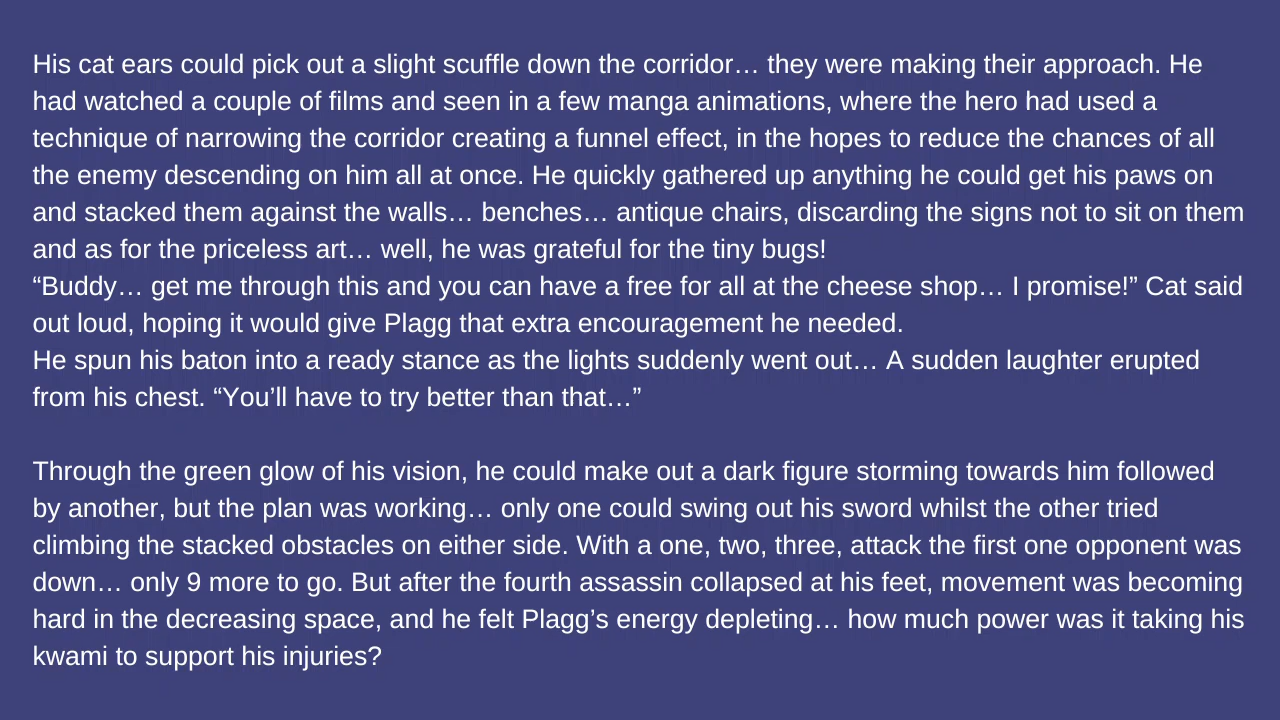 His cat ears could pick out a slight scuffle down the corridor… they were making their approach. He
had watched a couple of films and seen in a few manga animations, where the hero had used a
technique of narrowing the corridor creating a funnel effect, in the hopes to reduce the chances of all
the enemy descending on him all at once. He quickly gathered up anything he could get his paws on
and stacked them against the walls… benches… antique chairs, discarding the signs not to sit on them
and as for the priceless art… well, he was grateful for the tiny bugs!
“Buddy… get me through this and you can have a free for all at the cheese shop… I promise!” Cat said
out loud, hoping it would give Plagg that extra encouragement he needed.
He spun his baton into a ready stance as the lights suddenly went out… A sudden laughter erupted
from his chest. “You’ll have to try better than that…”

Through the green glow of his vision, he could make out a dark figure storming towards him followed
by another, but the plan was working… only one could swing out his sword whilst the other tried
climbing the stacked obstacles on either side. With a one, two, three, attack the first one opponent was
down… only 9 more to go. But after the fourth assassin collapsed at his feet, movement was becoming
hard in the decreasing space, and he felt Plagg’s energy depleting… how much power was it taking his
kwami to support his injuries?